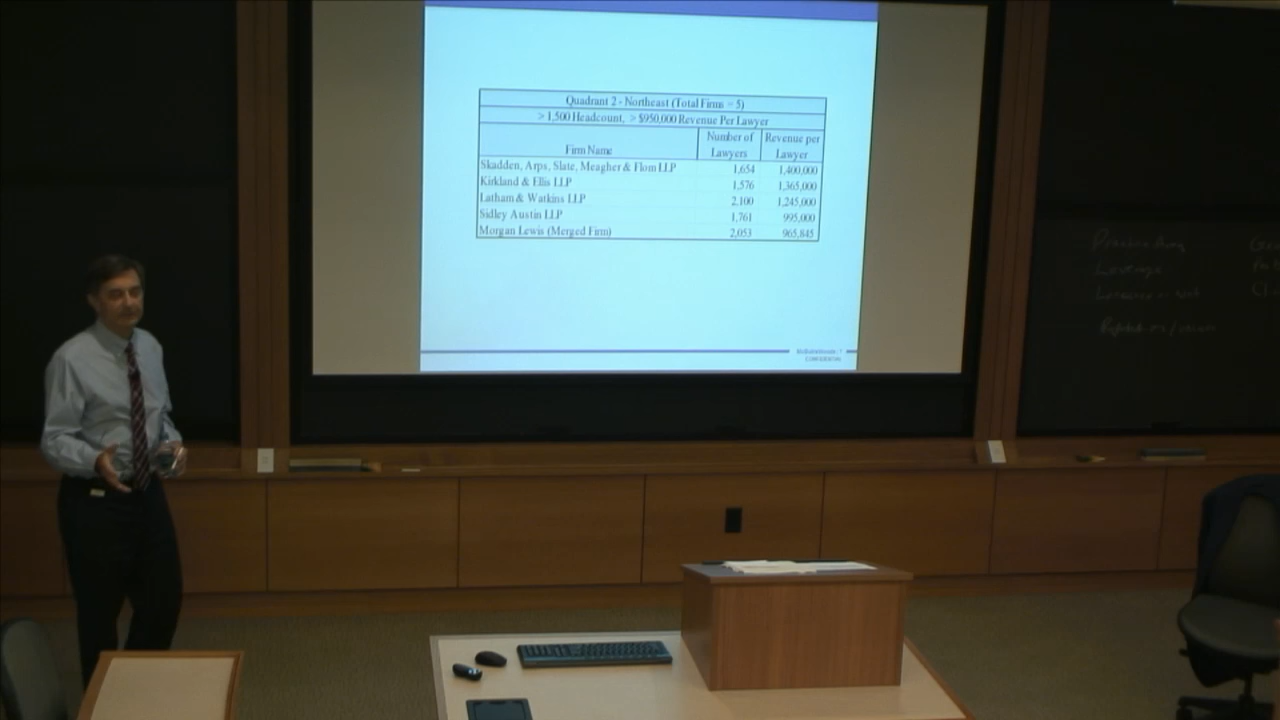 Quadrant 2 - Northeast (Total Firms = 5)
> 1,500 Headcount, > $950,000 Revenue Per Lawyer
Firm Name Number of Lawyers Revenue per Lawyer
Skadden, Arps, Slate, Meagher & Flom LLP 1,654 1,400,000
Kirkland & Ellis LLP 1,576 1,365,000
Latham & Watkins LLP 2,100 1,245,000
Sidley Austin LLP 1,761 995,000
Morgan Lewis (Merged Firm) 2,053 965,845
CONFIDENTIAL
Leverage